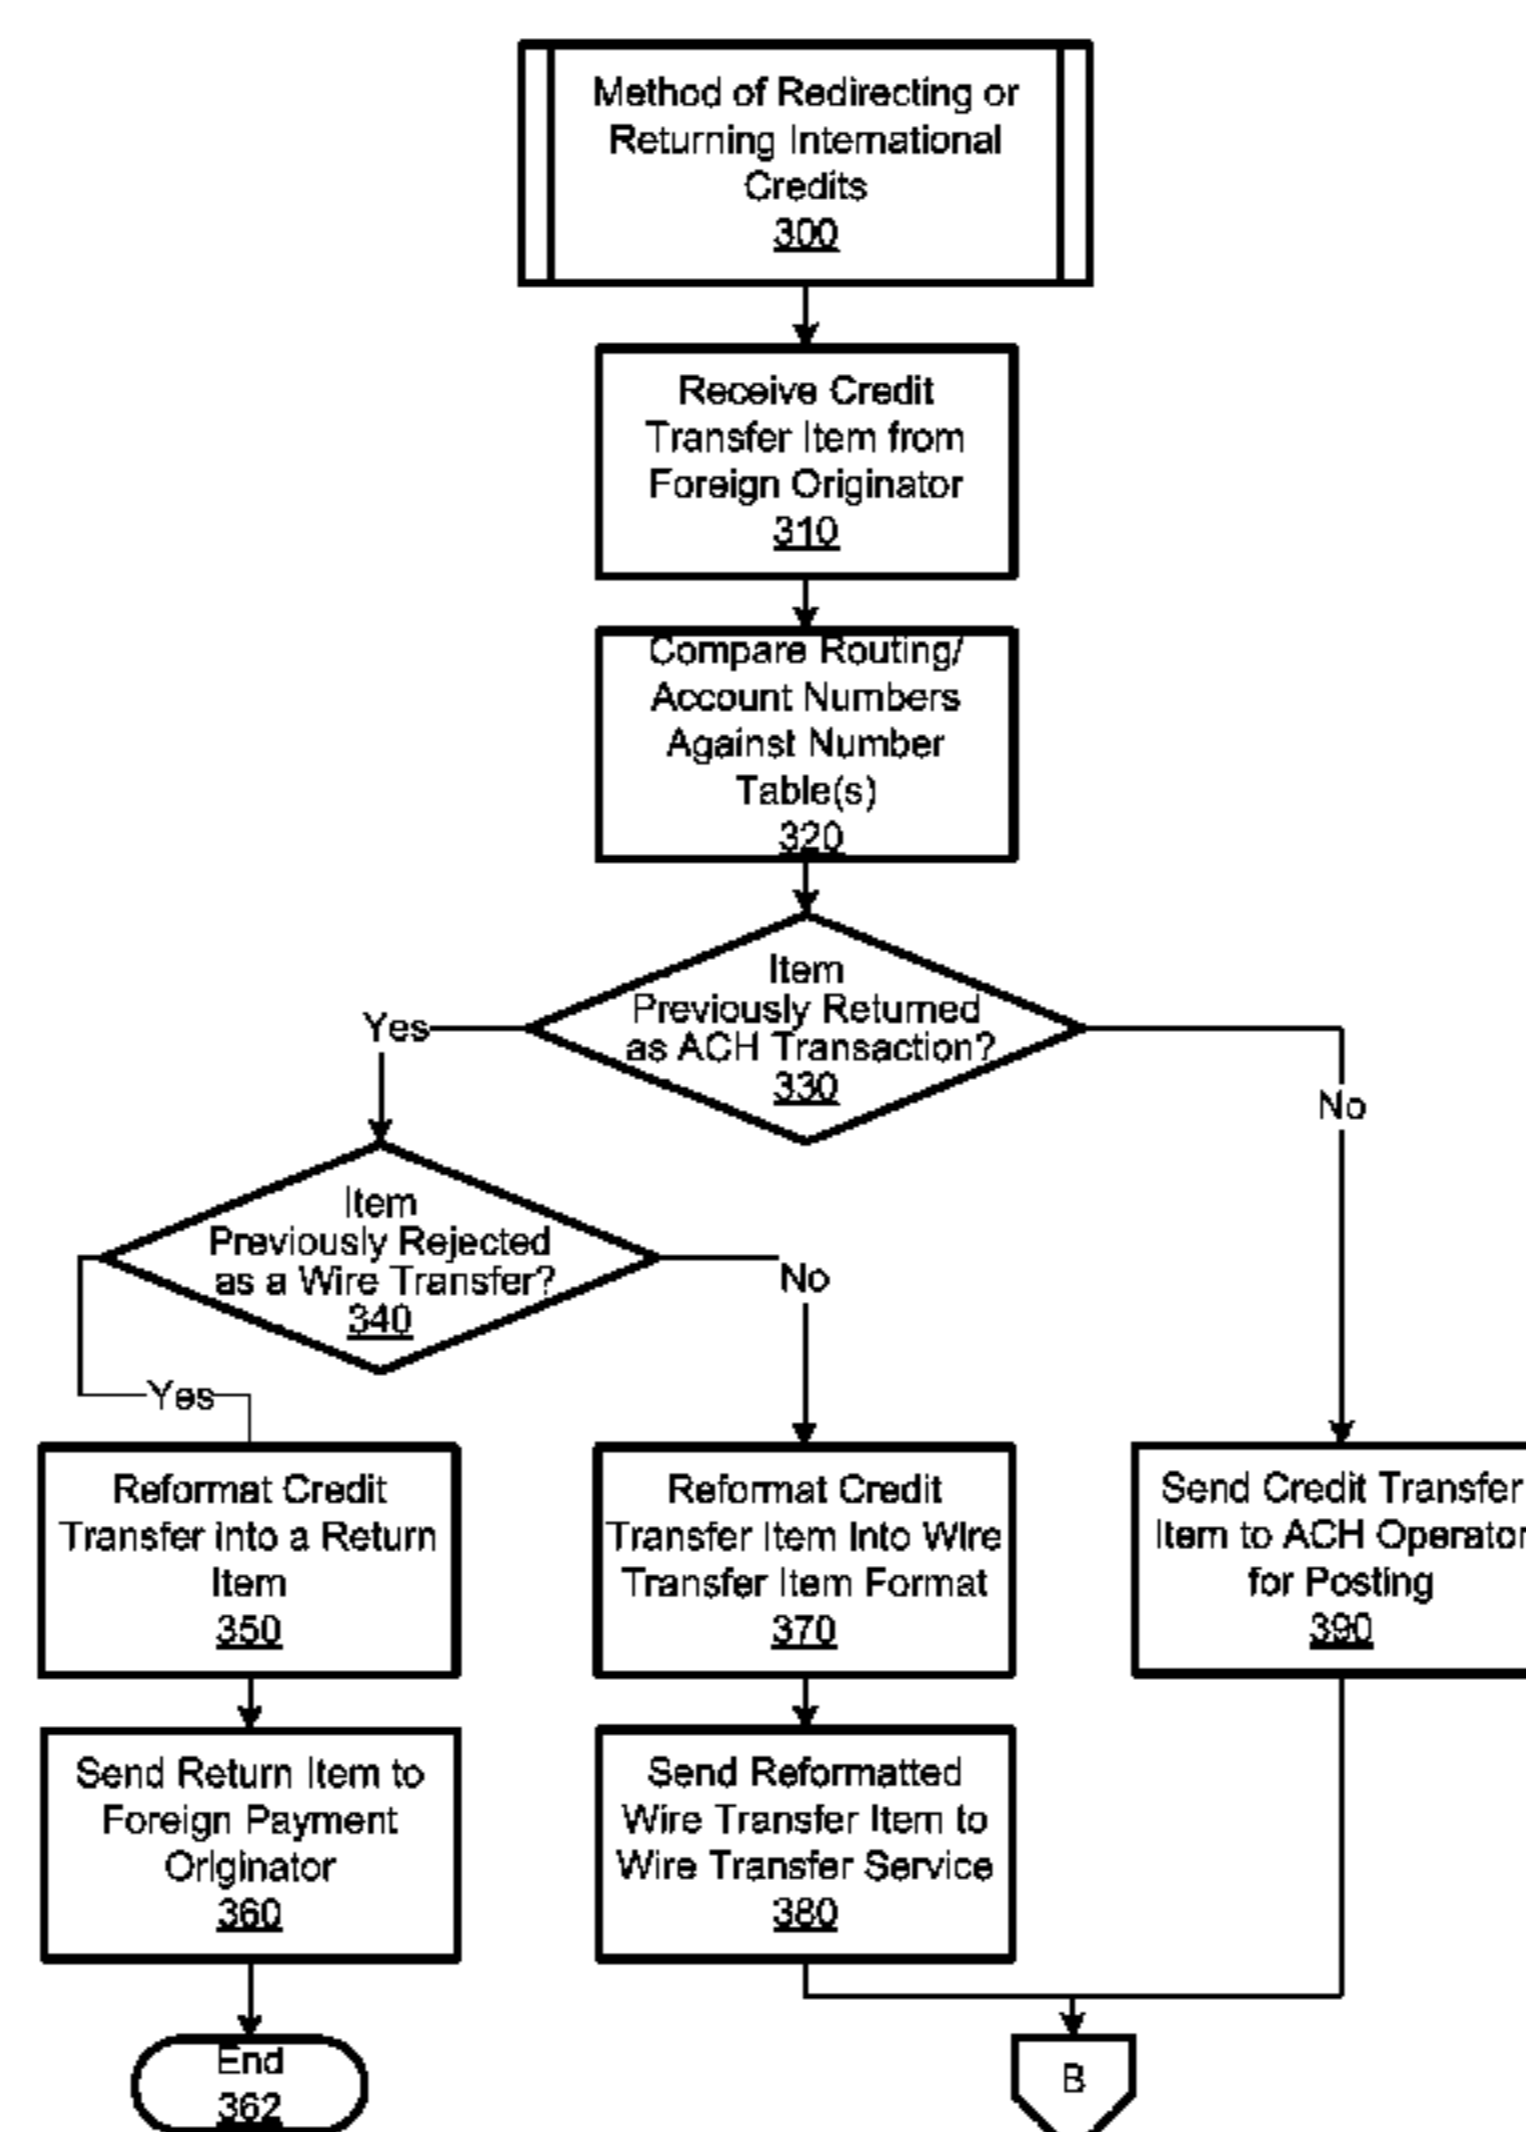 Method of Redirecting or
Returning International
Credits
300
Receive Credit
Transfer Item from
Foreign Originator
310
Compare Routing/
Account Numbers
Against Number
Table(s)
320
Item
Previously Returned
as ACH Transaction?
330
Yes
No
Item
Previously Rejected
as a Wire Transfer?
340
No
Yes
Reformat Credit
Transfer into a Return
Item
350
Reformat Credit
Transfer Item into Wire
Transfer Item Format
370
Send Credit Transfer
Item to ACH Operator
for Posting
390
Send Return Item to
Foreign Payment
Originator
360
Send Reformatted
Wire Transfer Item to
Wire Transfer Service
380
End
362
B